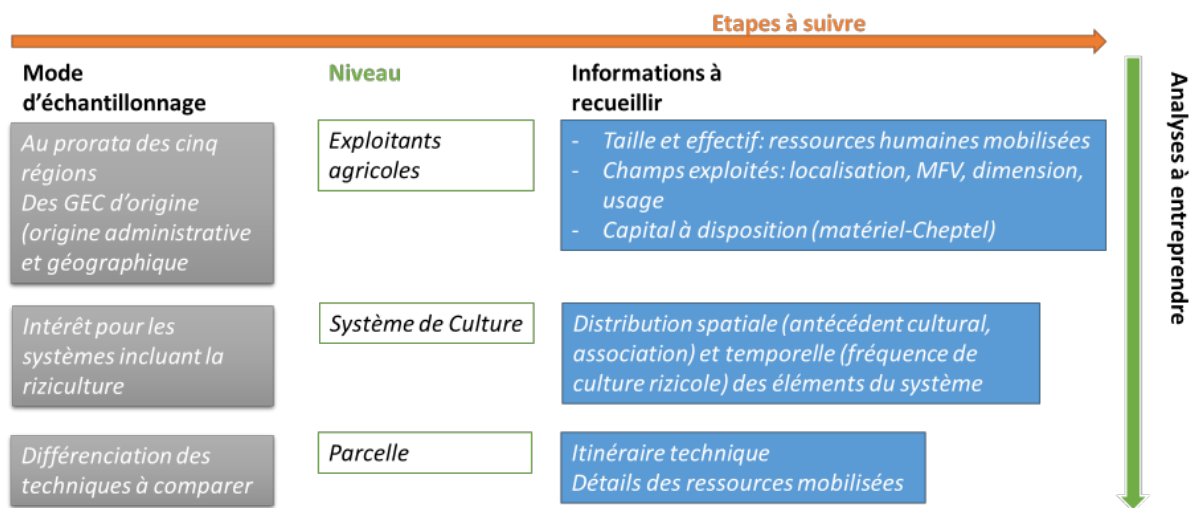 Etapes à suivre
Mode
d'échantillonnage
Niveau
Informations à
recueillir
Au prorata des cinq
régions
Des GEC d'origine
(origine administrative
et géographique
Exploitants
agricoles
- Taille et effectif: ressources humaines mobilisées
- Champs exploités: localisation, MFV, dimension,
usage
- Capital à disposition (matériel-Cheptel)
Intérêt pour les
systèmes incluant la
riziculture
Système de Culture
Distribution spatiale (antécédent cultural,
association) et temporelle (fréquence de
culture rizicole) des éléments du système
Différenciation des
techniques à comparer
Parcelle
Itinéraire technique
Détails des ressources mobilisées
Analyses à entreprendre